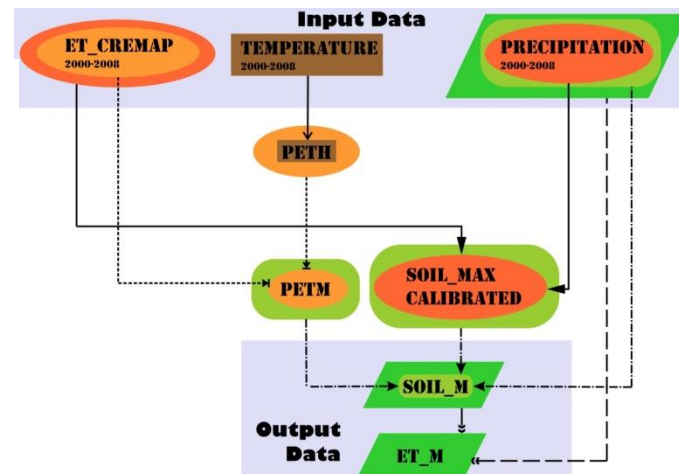 Input Data
ET_CREMAP
2000-2008
TEMPERATURE
2000-2008
PRECIPITATION
2000-2008
PETH
PETM
SOIL_MAX
CALIBRATED
SOIL_M
Output
Data
ET_M